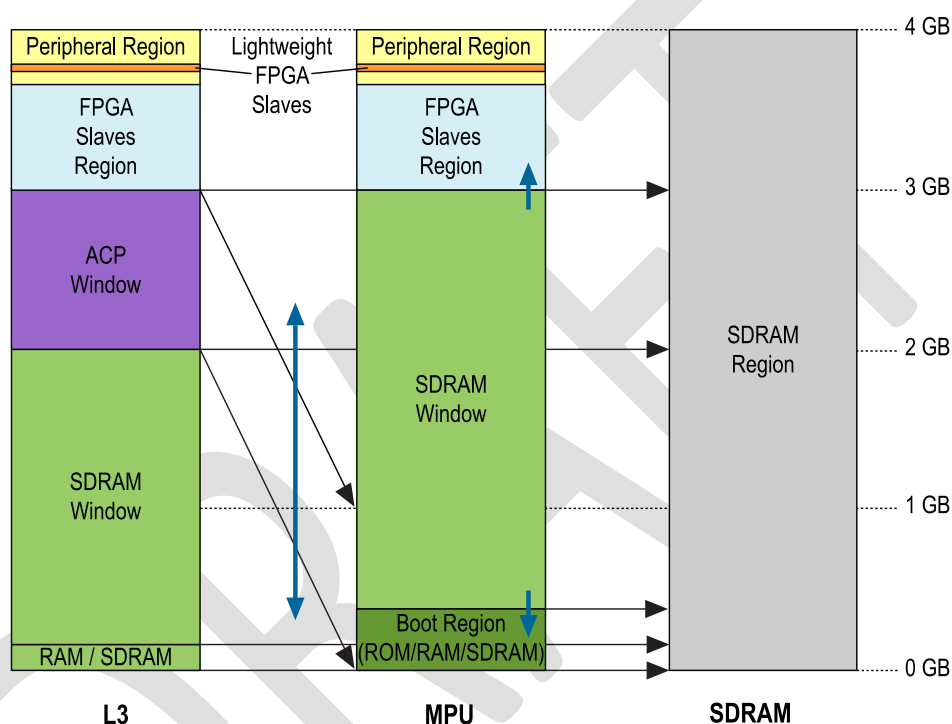 4 GB
Peripheral Region
Lightweight
FPGA
Slaves
Peripheral Region
FPGA
Slaves
Region
FPGA
Slaves
Region
3 GB
ACP
Window
SDRAM
Region
2 GB
SDRAM
Window
SDRAM
Window
1 GB
Boot Region
(ROM/RAM/SDRAM)
RAM / SDRAM
0 GB
L3
MPU
SDRAM
DRAFT